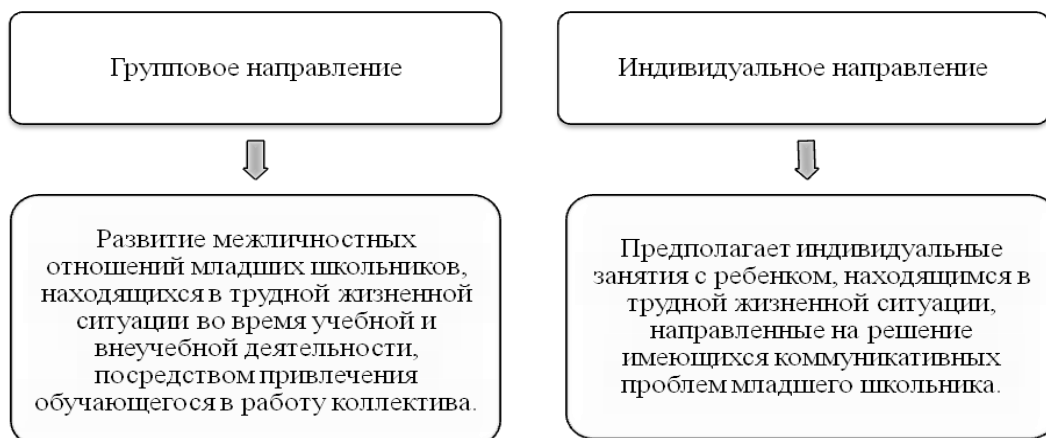 Групповое направление
Развитие межличностных
отношений младших школьников,
находящихся в трудной жизненной
ситуации во время учебной и
внеучебной деятельности,
посредством привлечения
обучающегося в работу коллектива.
Индивидуальное направление
Предполагает индивидуальные
занятия с ребенком, находящимся в
трудной жизненной ситуации,
направленные на решение
имеющихся коммуникативных
проблем младшего школьника.